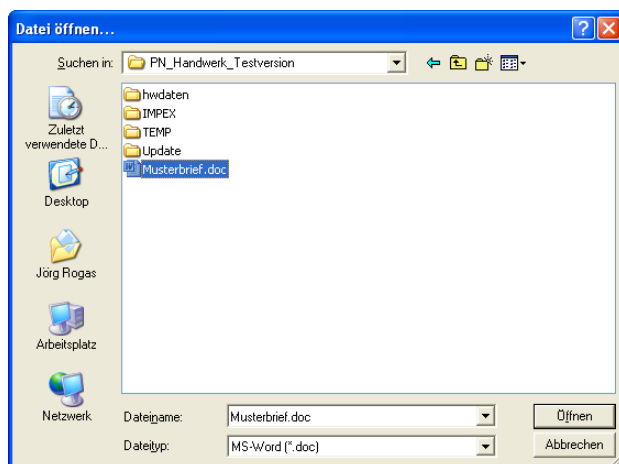 Datei öffnen...
Suchen in:
PN_Handwerk_Testversion
Zuletzt
verwendete D...
Desktop
Jörg Rogas
Arbeitsplatz
Netzwerk
hwdaten
IMPEX
TEMP
Update
Musterbrief.doc
Dateiname:
Musterbrief.doc
Öffnen
Dateityp:
MS-Word (*.doc)
Abbrechen